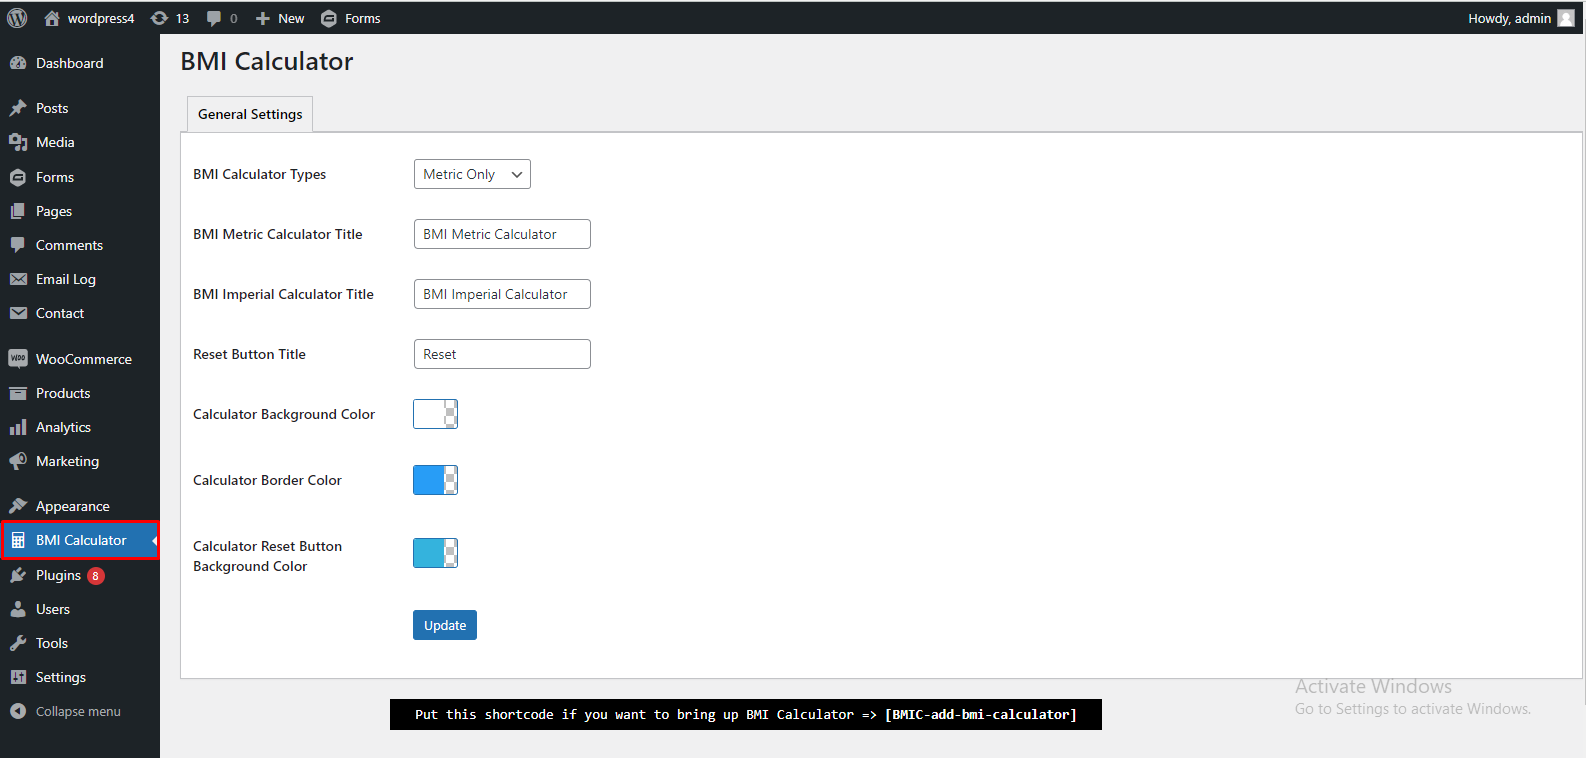 wordpress4 13 0 New Forms Howdy, admin
Dashboard
Posts
Media
Forms
Pages
Comments
Email Log
Contact
WOO WooCommerce
Products
Analytics
Marketing
Appearance
BMI Calculator
Plugins 8
Users
Tools
Settings
Collapse menu
BMI Calculator
General Settings
BMI Calculator Types Metric Only
BMI Metric Calculator Title BMI Metric Calculator
BMI Imperial Calculator Title BMI Imperial Calculator
Reset Button Title Reset
Calculator Background Color
Calculator Border Color
Calculator Reset Button
Background Color
Update
Put this shortcode if you want to bring up BMI Calculator => [BMIC-add-bmi-calculator]
Activate Windows
Go to Settings to activate Windows.